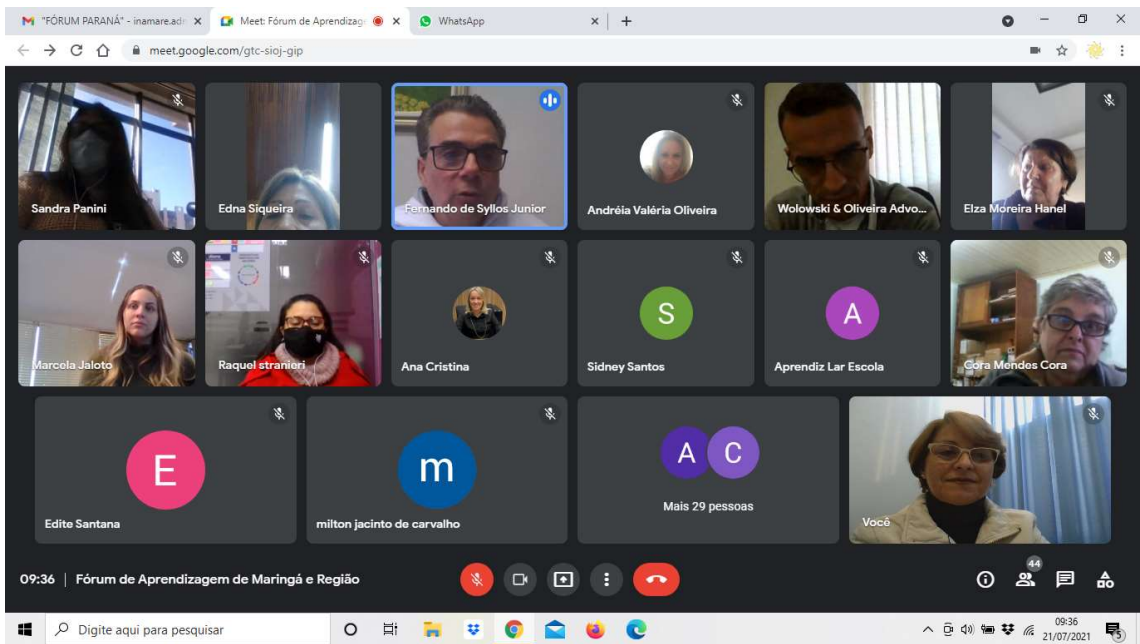 "FÓRUM PARANÁ" - inamare.adm
Meet: Fórum de Aprendizag
WhatsApp
meet.google.com/gtc-sioj-gip
Sandra Panini
Edna Siqueira
Fernando de Syllos Junior
Andréia Valéria Oliveira
Wolowski & Oliveira Advo...
Elza Moreira Hanel
Marcela Jaloto
Raquel stranieri
Ana Cristina
S
Sidney Santos
A
Aprendiz Lar Escola
Cora Mendes Cora
E
Edite Santana
m
milton jacinto de carvalho
A C
Mais 29 pessoas
Você
09:36 | Fórum de Aprendizagem de Maringá e Região
44
Digite aqui para pesquisar
09:36
21/07/2021
5